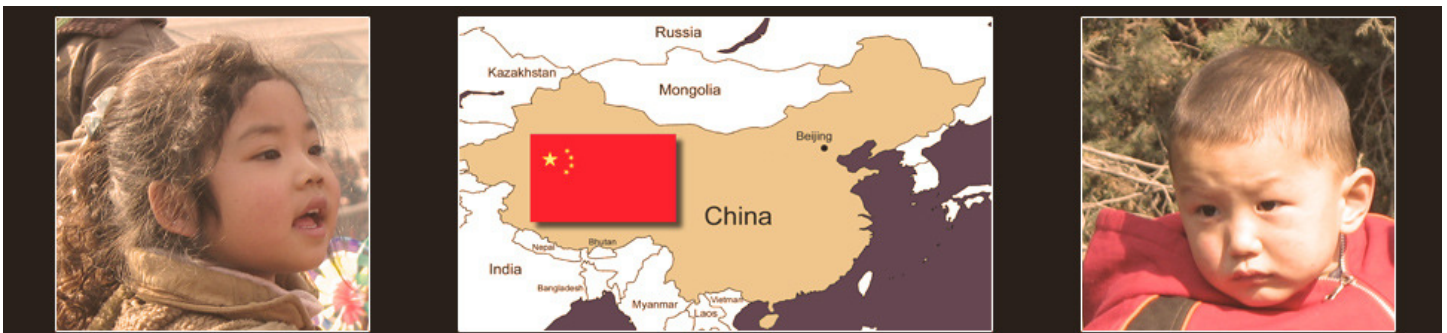 Russia
Kazakhstan
Mongolia
Beijing
China
Nepal
Bhutan
India
Bangladesh
Myanmar
Vietnam
Laos